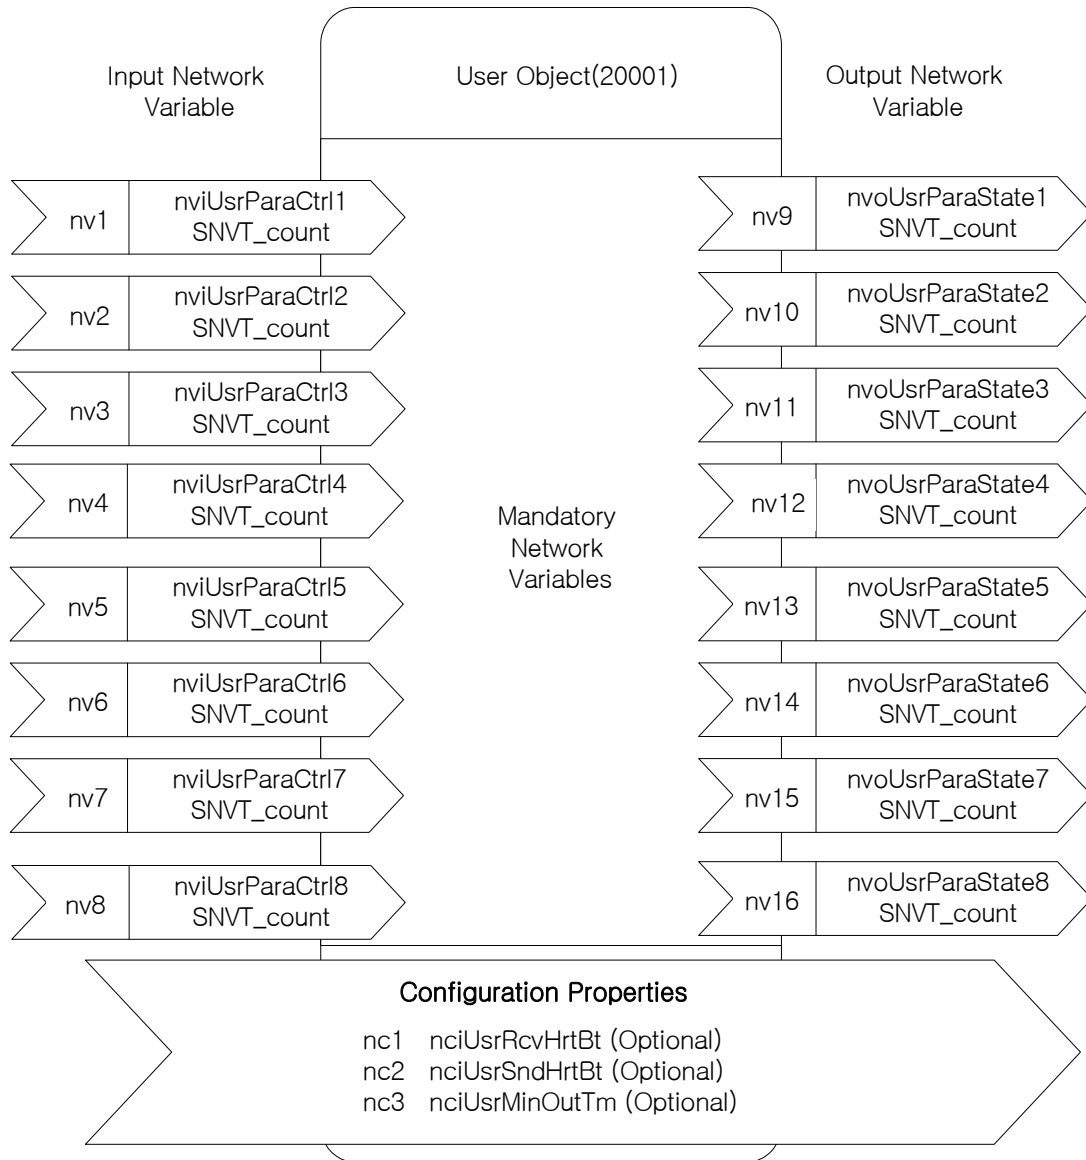 Input Network
Variable
User Object(20001)
Output Network
Variable
nv1
nviUsrParaCtrl1
SNVT_count
nv2
nviUsrParaCtrl2
SNVT_count
nv3
nviUsrParaCtrl3
SNVT_count
nv4
nviUsrParaCtrl4
SNVT_count
nv5
nviUsrParaCtrl5
SNVT_count
nv6
nviUsrParaCtrl6
SNVT_count
nv7
nviUsrParaCtrl7
SNVT_count
nv8
nviUsrParaCtrl8
SNVT_count
Mandatory
Network
Variables
nv9
nvoUsrParaState1
SNVT_count
nv10
nvoUsrParaState2
SNVT_count
nv11
nvoUsrParaState3
SNVT_count
nv12
nvoUsrParaState4
SNVT_count
nv13
nvoUsrParaState5
SNVT_count
nv14
nvoUsrParaState6
SNVT_count
nv15
nvoUsrParaState7
SNVT_count
nv16
nvoUsrParaState8
SNVT_count
Configuration Properties
nc1 nciUsrRcvHrtBt (Optional)
nc2 nciUsrSndHrtBt (Optional)
nc3 nciUsrMinOutTm (Optional)